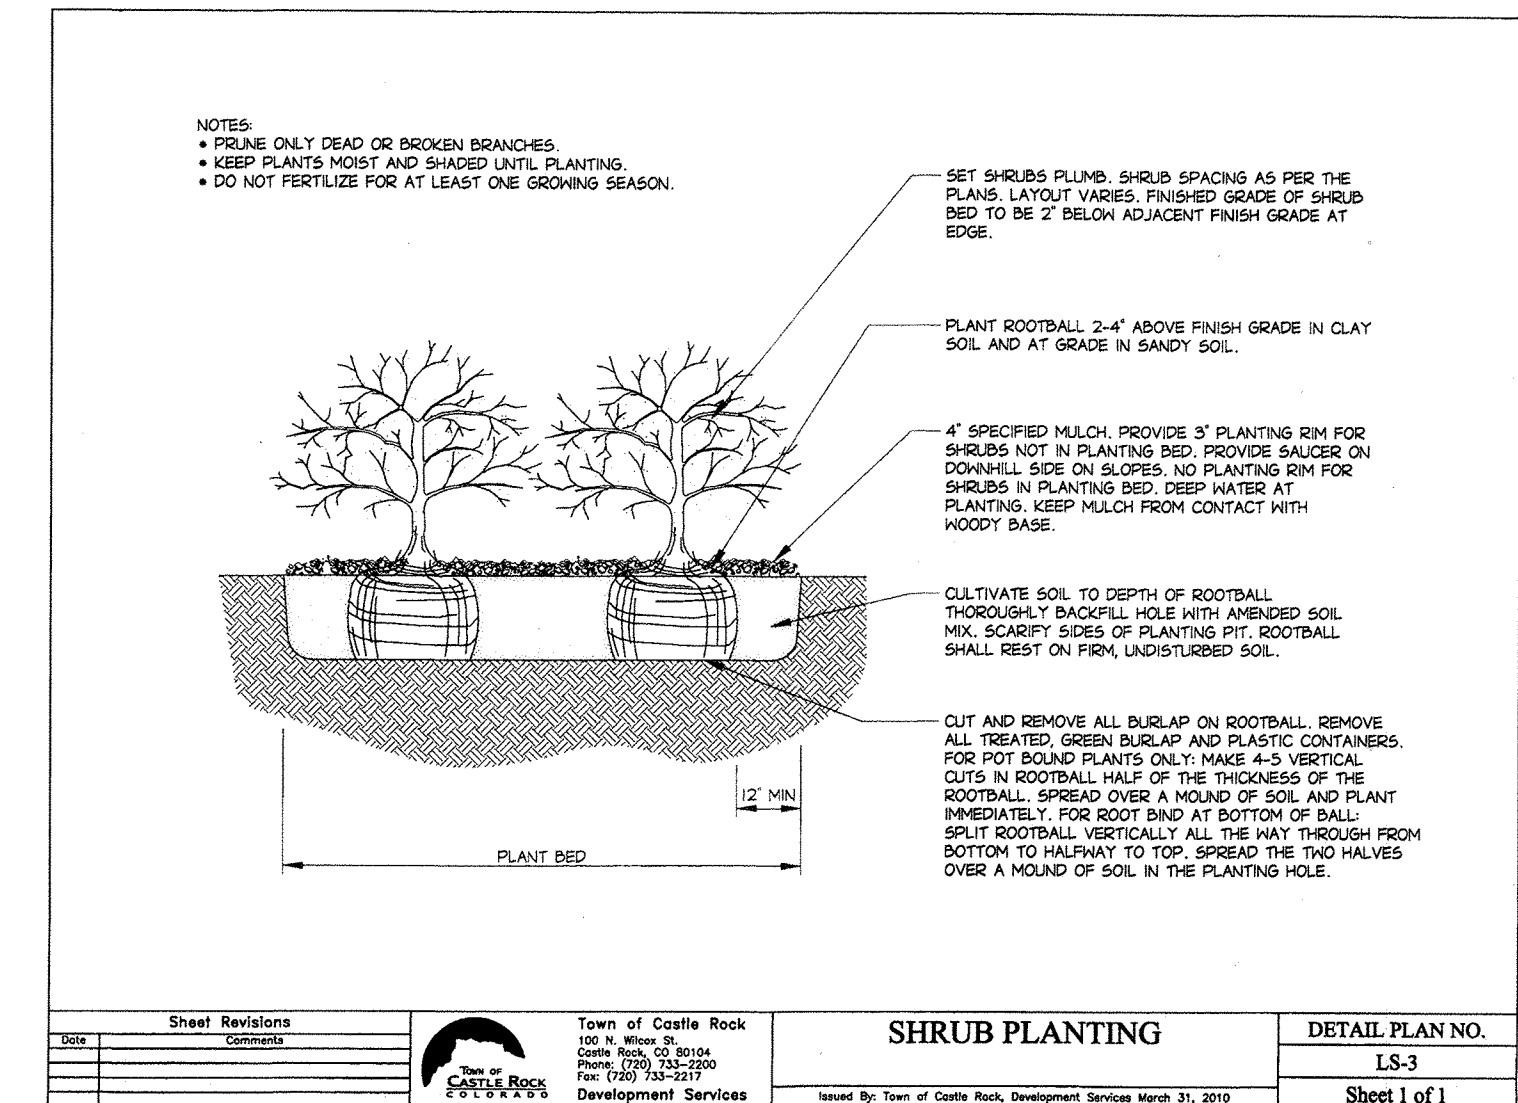 NOTES:
• PRUNE ONLY DEAD OR BROKEN BRANCHES.
• KEEP PLANTS MOIST AND SHADED UNTIL PLANTING.
• DO NOT FERTILIZE FOR AT LEAST ONE GROWING SEASON.
SET SHRUBS PLUMB. SHRUB SPACING AS PER THE
PLANS. LAYOUT VARIES. FINISHED GRADE OF SHRUB
BED TO BE 2" BELOW ADJACENT FINISH GRADE AT
EDGE.
PLANT ROOTBALL 2-4" ABOVE FINISH GRADE IN CLAY
SOIL AND AT GRADE IN SANDY SOIL.
4" SPECIFIED MULCH. PROVIDE 3" PLANTING RIM FOR
SHRUBS NOT IN PLANTING BED. PROVIDE SAUCER ON
DOWNHILL SIDE ON SLOPES. NO PLANTING RIM FOR
SHRUBS IN PLANTING BED. DEEP WATER AT
PLANTING. KEEP MULCH FROM CONTACT WITH
WOODY BASE.
CULTIVATE SOIL TO DEPTH OF ROOTBALL
THOROUGHLY BACKFILL HOLE WITH AMENDED SOIL
MIX. SCARIFY SIDES OF PLANTING PIT. ROOTBALL
SHALL REST ON FIRM, UNDISTURBED SOIL.
CUT AND REMOVE ALL BURLAP ON ROOTBALL. REMOVE
ALL TREATED, GREEN BURLAP AND PLASTIC CONTAINERS.
FOR POT BOUND PLANTS ONLY: MAKE 4-5 VERTICAL
CUTS IN ROOTBALL HALF OF THE THICKNESS OF THE
ROOTBALL. SPREAD OVER A MOUND OF SOIL AND PLANT
IMMEDIATELY. FOR ROOT BIND AT BOTTOM OF BALL:
SPLIT ROOTBALL VERTICALLY ALL THE WAY THROUGH FROM
BOTTOM TO HALFWAY TO TOP. SPREAD THE TWO HALVES
OVER A MOUND OF SOIL IN THE PLANTING HOLE.
12" MIN
PLANT BED
Sheet Revisions
Date
Comments
TOWN OF
CASTLE ROCK
COLORADO
Town of Castle Rock
100 N. Wilcox St.
Castle Rock, CO 80104
Phone: (720) 733-2200
Fax: (720) 733-2217
Development Services
SHRUB PLANTING
Issued By: Town of Castle Rock, Development Services March 31, 2010
DETAIL PLAN NO.
LS-3
Sheet 1 of 1